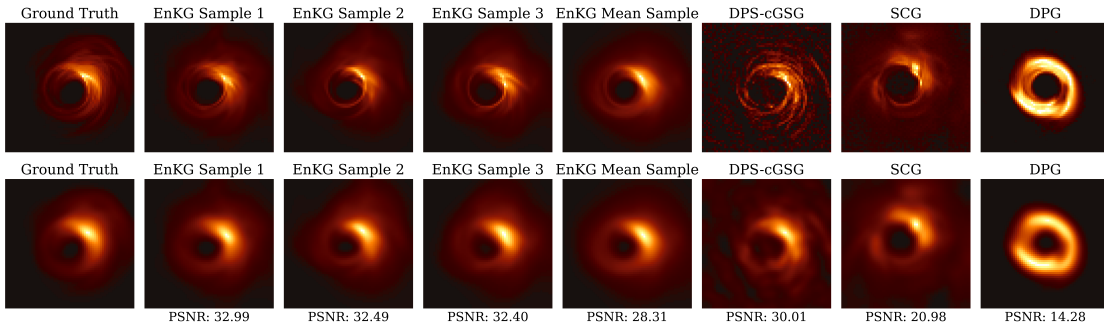 Ground Truth EnKG Sample 1 EnKG Sample 2 EnKG Sample 3 EnKG Mean Sample DPS-cGSG SCG DPG
Ground Truth EnKG Sample 1 EnKG Sample 2 EnKG Sample 3 EnKG Mean Sample DPS-cGSG SCG DPG
PSNR: 32.99 PSNR: 32.49 PSNR: 32.40 PSNR: 28.31 PSNR: 30.01 PSNR: 20.98 PSNR: 14.28